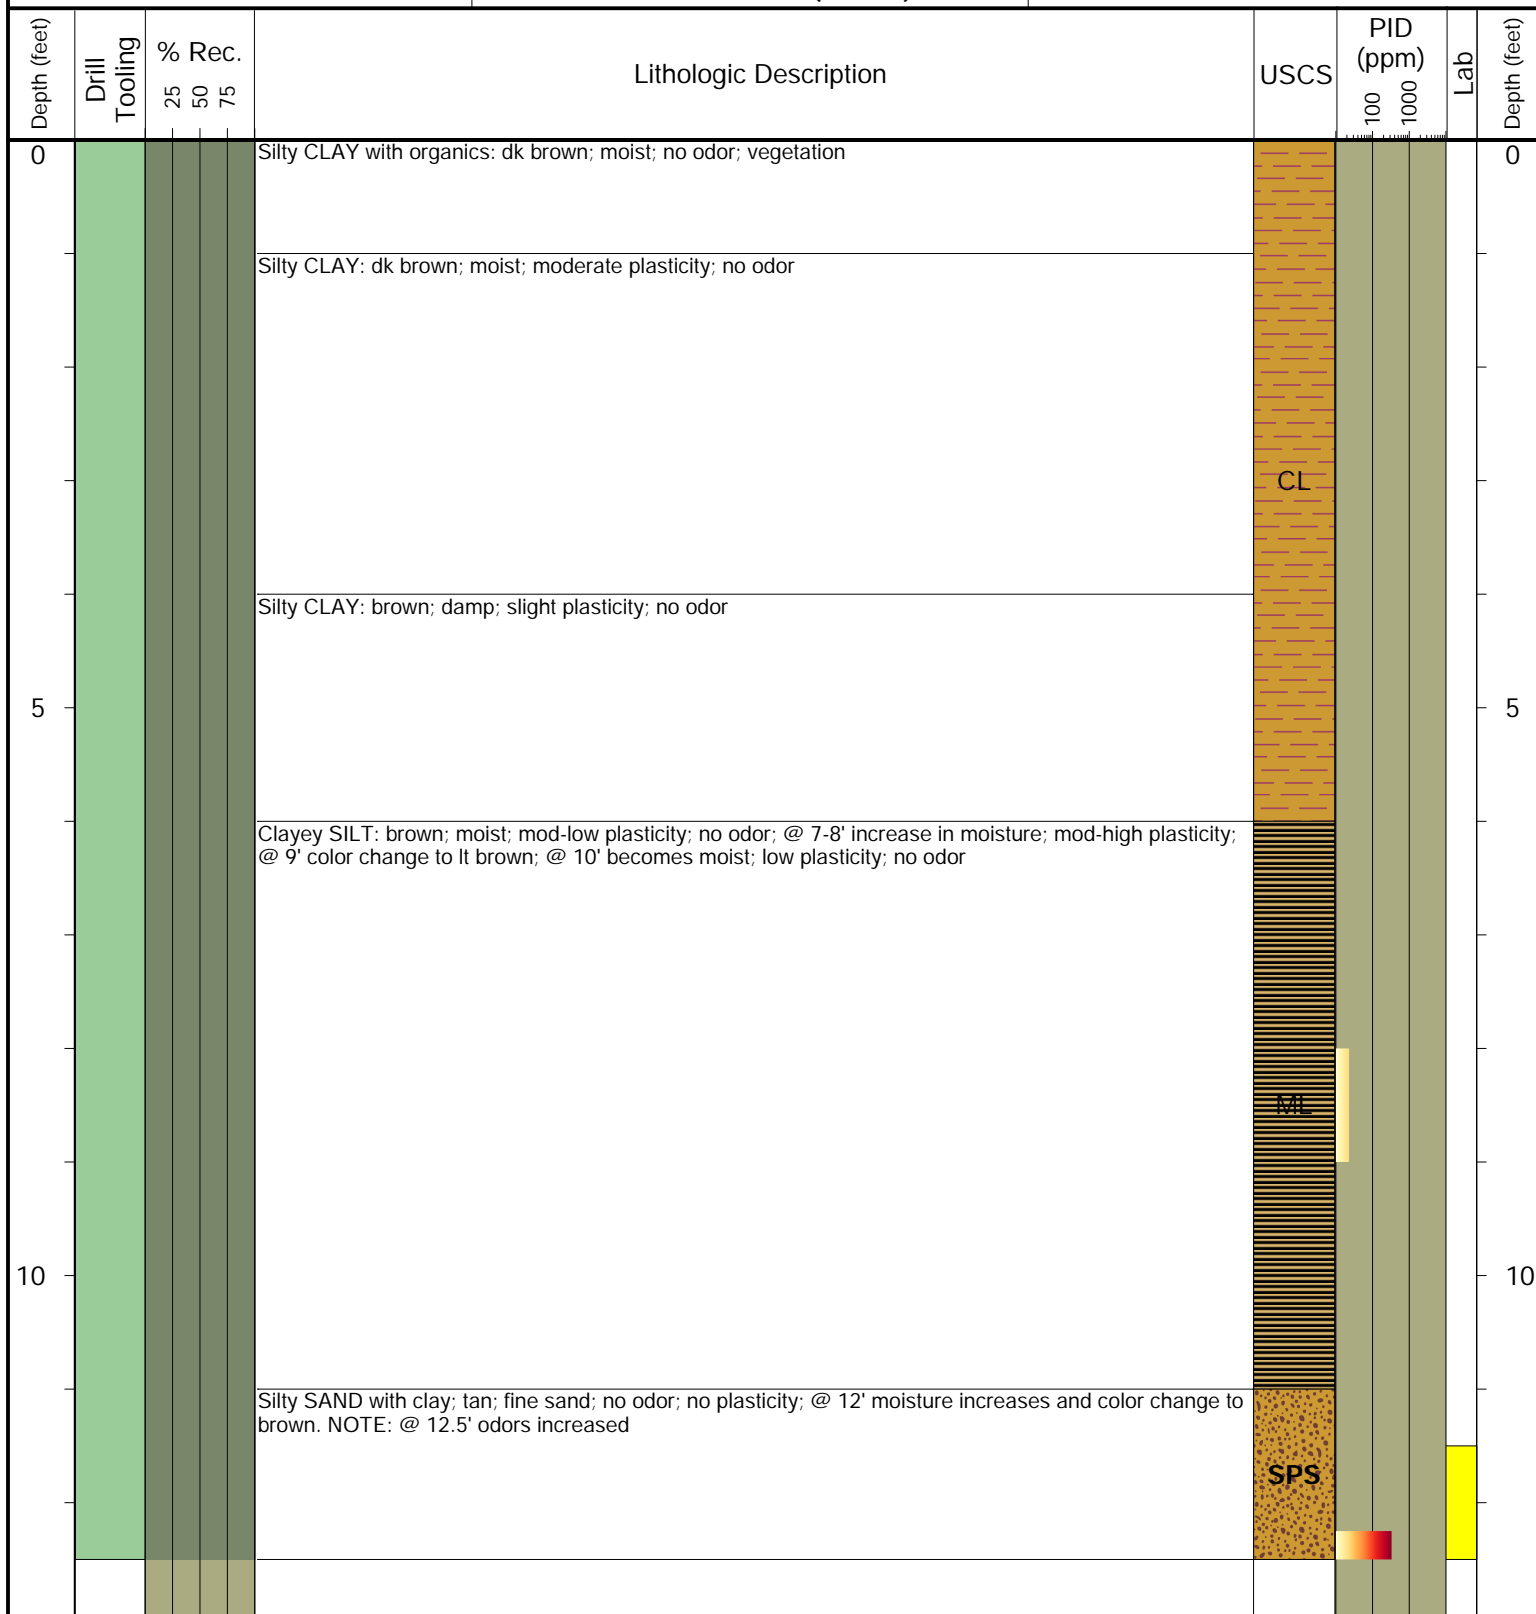 Depth (feet)
Drill
Tooling
% Rec.
25
50
75
Lithologic Description
USCS
PID
(ppm)
100
1000
Lab
Depth (feet)
0
Silty CLAY with organics: dk brown; moist; no odor; vegetation
0
Silty CLAY: dk brown; moist; moderate plasticity; no odor
CL
Silty CLAY: brown; damp; slight plasticity; no odor
5
5
Clayey SILT: brown; moist; mod-low plasticity; no odor; @ 7-8' increase in moisture; mod-high plasticity;
@ 9' color change to lt brown; @ 10' becomes moist; low plasticity; no odor
ML
10
10
Silty SAND with clay; tan; fine sand; no odor; no plasticity; @ 12' moisture increases and color change to
brown. NOTE: @ 12.5' odors increased
SPS